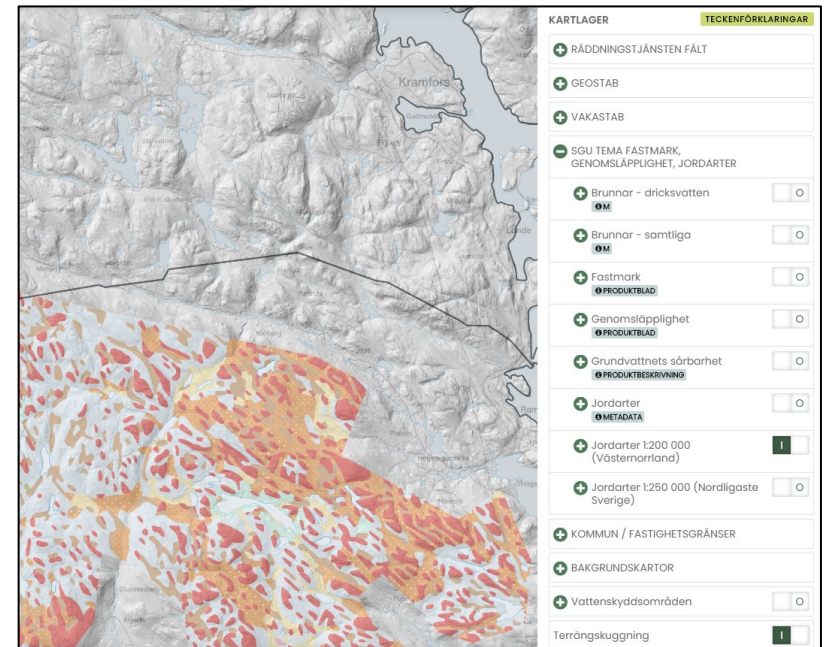 KARTLAGER
TECKENFÖRKLARINGAR
RÄDDNINGSTJÄNSTEN FÄLT
GEOSTAB
VAKASTAB
SGU TEMA FASTMARK,
GENOMSLÄPPLIGHET, JORDARTER
Brunnar - dricksvatten
M
Brunnar - samtliga
M
Fastmark
PRODUKTBLAD
Genomsläpplighet
PRODUKTBLAD
Grundvattnets sårbarhet
PRODUKTBESKRIVNING
Jordarter
METADATA
Jordarter 1:200 000
(Västernorrland)
Jordarter 1:250 000 (Nordligaste
Sverige)
KOMMUN / FASTIGHETSGRÄNSER
BAKGRUNDSKARTOR
Vattenskyddsområden
Terrängskuggning
Kramfors